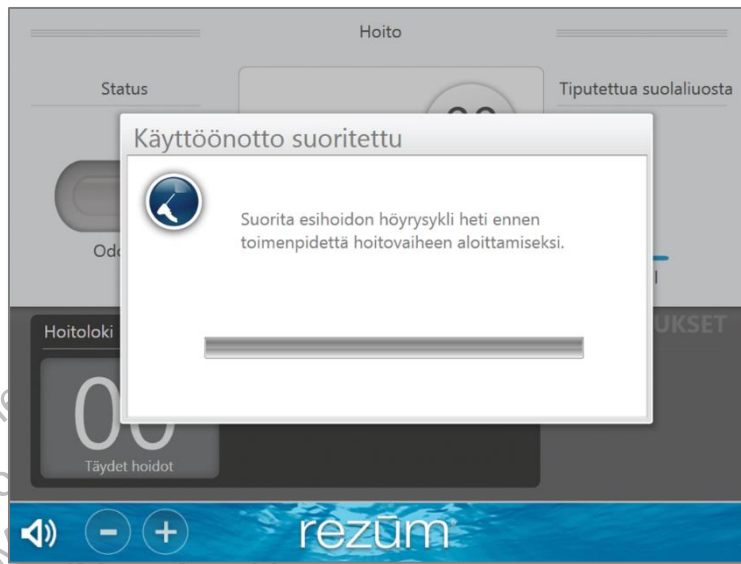 Hoito
Status
Tiputettua suolaliuosta
Käyttöönotto suoritettu
Suorita esihoidon höyrysykli heti ennen
toimenpidettä hoitovaiheen aloittamiseksi.
Hoitoloki
00
Täydet hoidot
rezūm